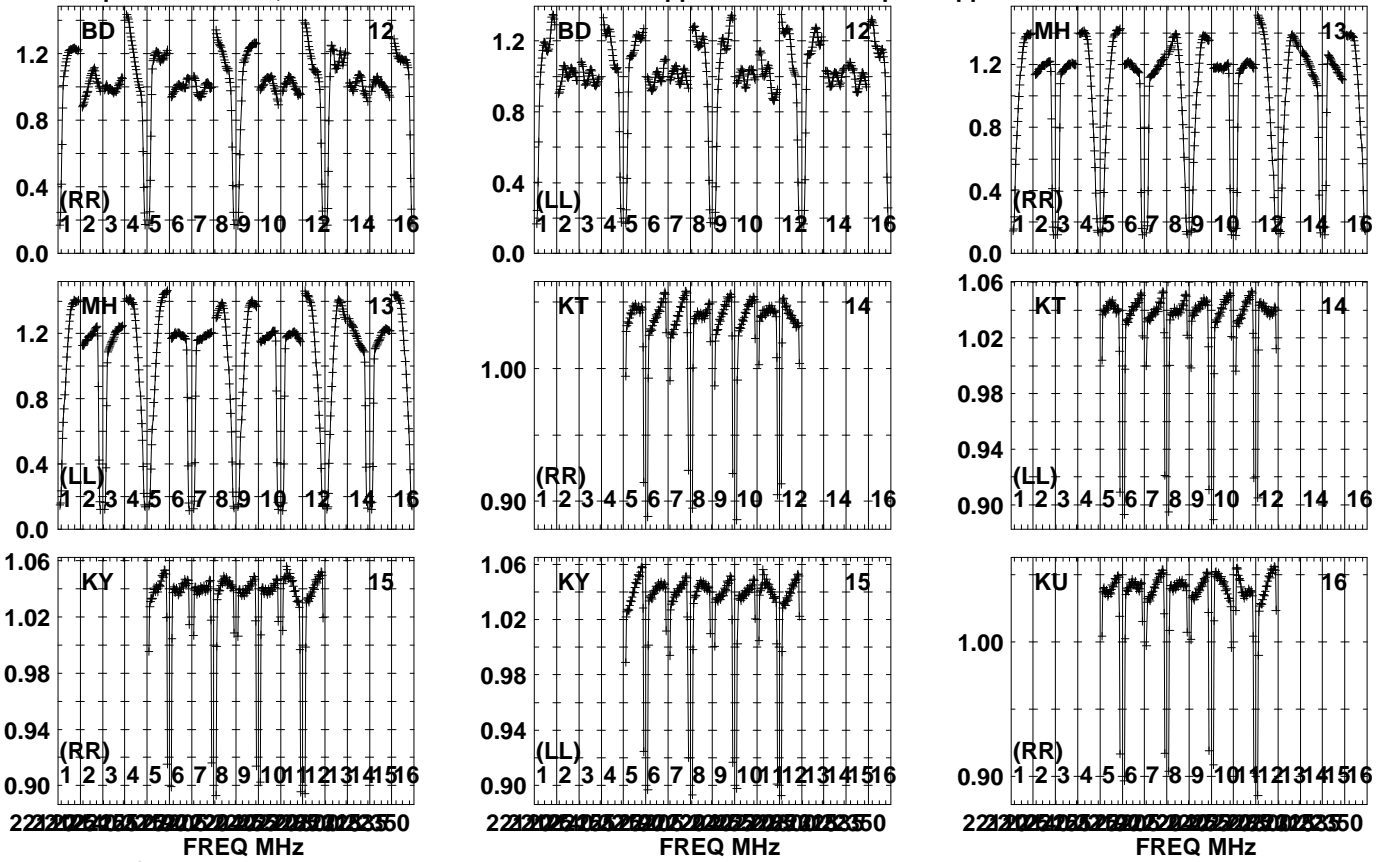 BD 12
1.2
0.8
0.4
0.0
(RR)
1 2 3 4 5 6 7 8 9 10 12 14 16
BD 12
1.2
0.8
0.4
0.0
(LL)
1 2 3 4 5 6 7 8 9 10 12 14 16
MH 13
1.2
0.8
0.4
0.0
(RR)
1 2 3 4 5 6 7 8 9 10 12 14 16
MH 13
1.2
0.8
0.4
0.0
(LL)
1 2 3 4 5 6 7 8 9 10 12 14 16
KT 14
1.00
0.90
(RR)
1 2 3 4 5 6 7 8 9 10 12 14 16
KT 14
1.06
1.02
0.98
0.94
0.90
(LL)
1 2 3 4 5 6 7 8 9 10 12 14 16
KY 15
1.06
1.02
0.98
0.94
0.90
(RR)
1 2 3 4 5 6 7 8 9 10 11 12 13 14 15 16
FREQ MHz
KY 15
1.06
1.02
0.98
0.94
0.90
(LL)
1 2 3 4 5 6 7 8 9 10 11 12 13 14 15 16
FREQ MHz
KU 16
1.00
0.90
(RR)
1 2 3 4 5 6 7 8 9 10 11 12 13 14 15 16
FREQ MHz